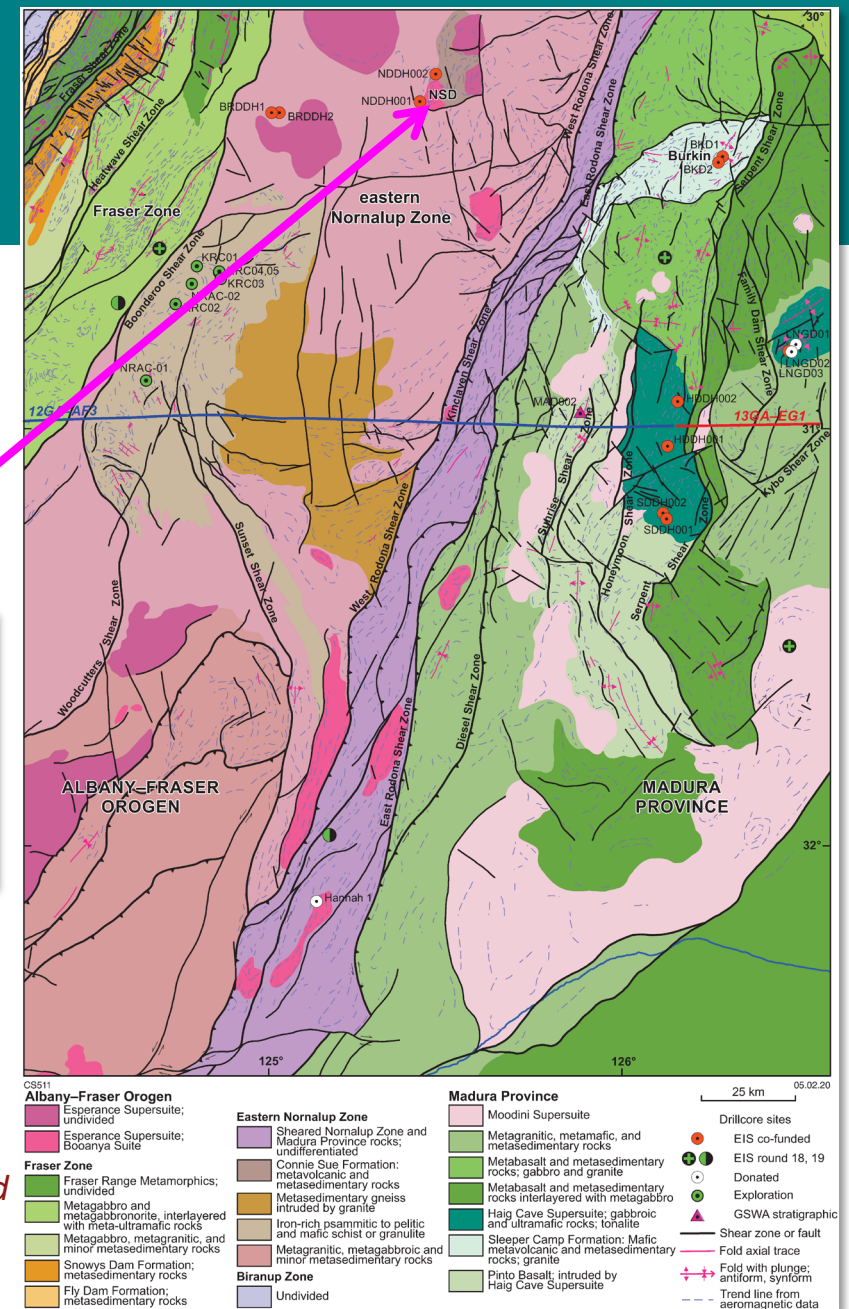 30°
Fraser Shear Zone
Heatwave Shear Zone
NDDH002
NDDH001
NSD
BRDDH1
BRDDH2
West Rodona Shear Zone
East Rodona Shear Zone
BKD1
Burkin
BKD2
Serpent Shear Zone
Fraser Zone
eastern
Nornalup Zone
Boonderoo Shear Zone
KRC01
KRC03
NRAC-02
NRAC-01
Kinclaven Shear Zone
Family Dam Shear Zone
LNGD01
LNGD02
LNGD03
MAD002
HDDH002
12GA–AF3
13GA–EG1
31°
HDDH001
Kybo Shear Zone
Sunrise Shear Zone
Honeymoon Shear Zone
SDDH002
SDDH001
Serpent Shear Zone
Sunset Shear Zone
West Rodona Shear Zone
Woodcutters Shear Zone
Diesel Shear Zone
East Rodona Shear Zone
ALBANY–FRASER
OROGEN
MADURA
PROVINCE
32°
Hannah 1
125°
126°
CS511
05.02.20
Albany–Fraser Orogen
Esperance Supersuite;
undivided
Esperance Supersuite;
Booanya Suite
Fraser Zone
Fraser Range Metamorphics;
undivided
Metagabbro and
metagabbronorite, interlayered
with meta-ultramafic rocks
Metagabbro, metagranitic, and
minor metasedimentary rocks
Snowys Dam Formation;
metasedimentary rocks
Fly Dam Formation;
metasedimentary rocks
Eastern Nornalup Zone
Sheared Nornalup Zone and
Madura Province rocks;
undifferentiated
Connie Sue Formation:
metavolcanic and
metasedimentary rocks
Metasedimentary gneiss
intruded by granite
Iron-rich psammitic to pelitic
and mafic schist or granulite
Metagranitic, metagabbroic and
minor metasedimentary rocks
Biranup Zone
Undivided
Madura Province
Moodini Supersuite
Metagranitic, metamafic, and
metasedimentary rocks
Metabasalt and metasedimentary
rocks; gabbro and granite
Metabasalt and metasedimentary
rocks interlayered with metagabbro
Haig Cave Supersuite; gabbroic
and ultramafic rocks; tonalite
Sleeper Camp Formation: Mafic
metavolcanic and metasedimentary
rocks; granite
Pinto Basalt; intruded by
Haig Cave Supersuite
25 km
Drillcore sites
EIS co-funded
EIS round 18, 19
Donated
Exploration
GSWA stratigraphic
Shear zone or fault
Fold axial trace
Fold with plunge;
antiform, synform
Trend line from
aeromagnetic data